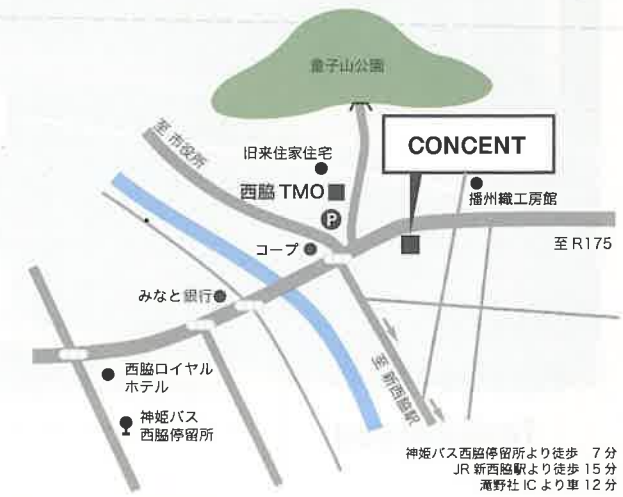 童子山公園
至 市役所
旧来住家住宅
CONCENT
西脇 TMO
P
播州織工房館
コープ
至 R175
みなと銀行
西脇ロイヤル
ホテル
至 新西脇駅
神姫バス
西脇停留所
神姫バス西脇停留所より徒歩 7 分
JR 新西脇駅より徒歩 15 分
滝野社 IC より車 12 分